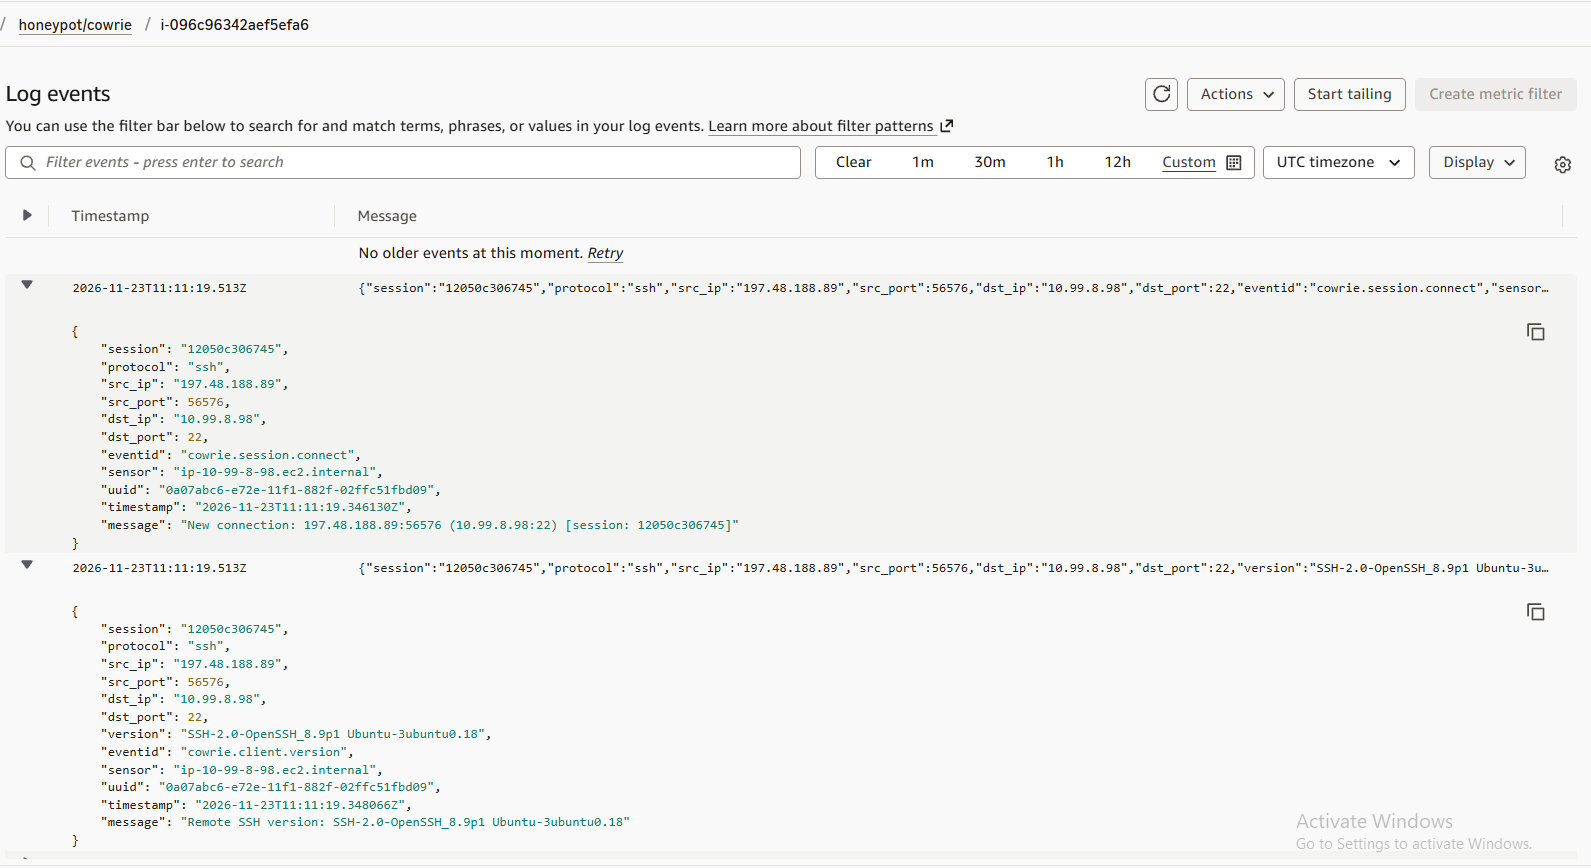 / honeypot/cowrie / i-096c96342aef5efa6
Log events
Actions
Start tailing
Create metric filter
You can use the filter bar below to search for and match terms, phrases, or values in your log events. Learn more about filter patterns
Filter events - press enter to search
Clear 1m 30m 1h 12h Custom
UTC timezone
Display
Timestamp Message
No older events at this moment. Retry
2026-11-23T11:11:19.513Z {"session":"12050c306745","protocol":"ssh","src_ip":"197.48.188.89","src_port":56576,"dst_ip":"10.99.8.98","dst_port":22,"eventid":"cowrie.session.connect","sensor…
{
"session": "12050c306745",
"protocol": "ssh",
"src_ip": "197.48.188.89",
"src_port": 56576,
"dst_ip": "10.99.8.98",
"dst_port": 22,
"eventid": "cowrie.session.connect",
"sensor": "ip-10-99-8-98.ec2.internal",
"uuid": "0a07abc6-e72e-11f1-882f-02ffc51fbd09",
"timestamp": "2026-11-23T11:11:19.346130Z",
"message": "New connection: 197.48.188.89:56576 (10.99.8.98:22) [session: 12050c306745]"
}
2026-11-23T11:11:19.513Z {"session":"12050c306745","protocol":"ssh","src_ip":"197.48.188.89","src_port":56576,"dst_ip":"10.99.8.98","dst_port":22,"version":"SSH-2.0-OpenSSH_8.9p1 Ubuntu-3u…
{
"session": "12050c306745",
"protocol": "ssh",
"src_ip": "197.48.188.89",
"src_port": 56576,
"dst_ip": "10.99.8.98",
"dst_port": 22,
"version": "SSH-2.0-OpenSSH_8.9p1 Ubuntu-3ubuntu0.18",
"eventid": "cowrie.client.version",
"sensor": "ip-10-99-8-98.ec2.internal",
"uuid": "0a07abc6-e72e-11f1-882f-02ffc51fbd09",
"timestamp": "2026-11-23T11:11:19.348066Z",
"message": "Remote SSH version: SSH-2.0-OpenSSH_8.9p1 Ubuntu-3ubuntu0.18"
}
Activate Windows
Go to Settings to activate Windows.